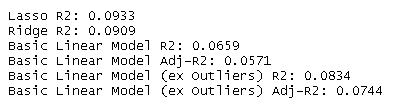 Lasso R2: 0.0933
Ridge R2: 0.0909
Basic Linear Model R2: 0.0659
Basic Linear Model Adj-R2: 0.0571
Basic Linear Model (ex Outliers) R2: 0.0834
Basic Linear Model (ex Outliers) Adj-R2: 0.0744